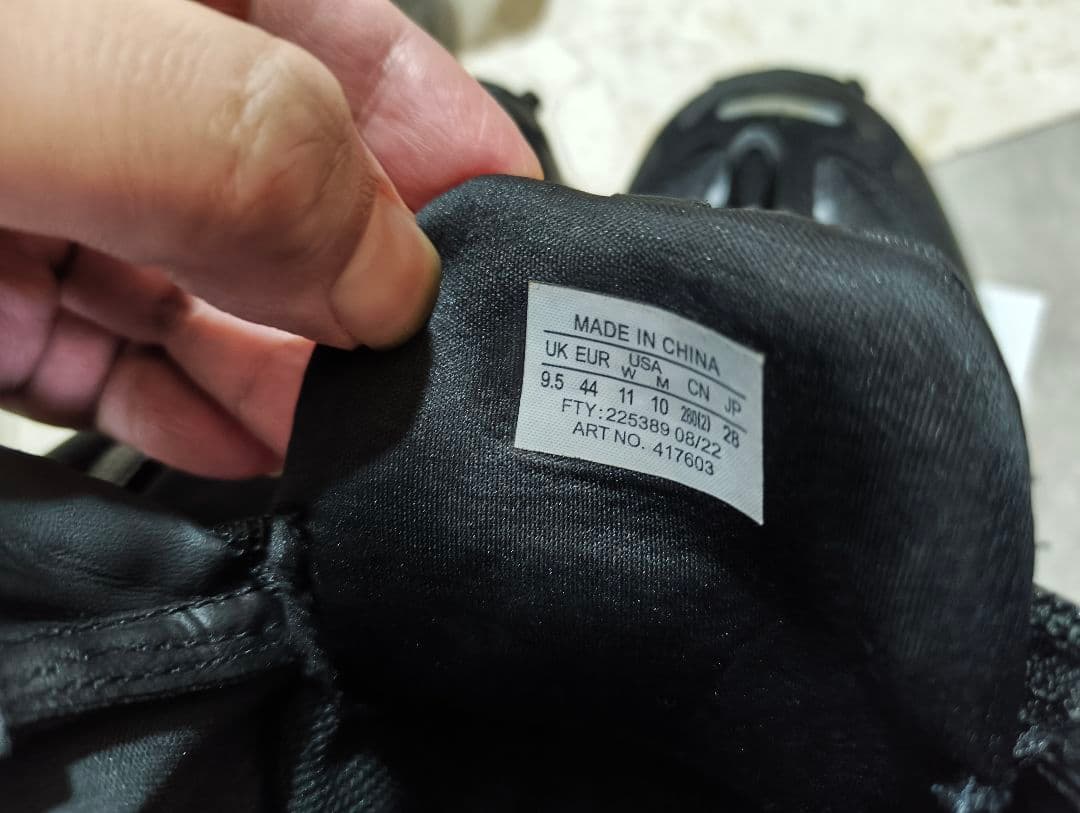 MADE IN CHINA
UK EUR USA CN JP
W M
9.5 44 11 10 280(2) 28
FTY: 225389 08/22
ART NO. 417603